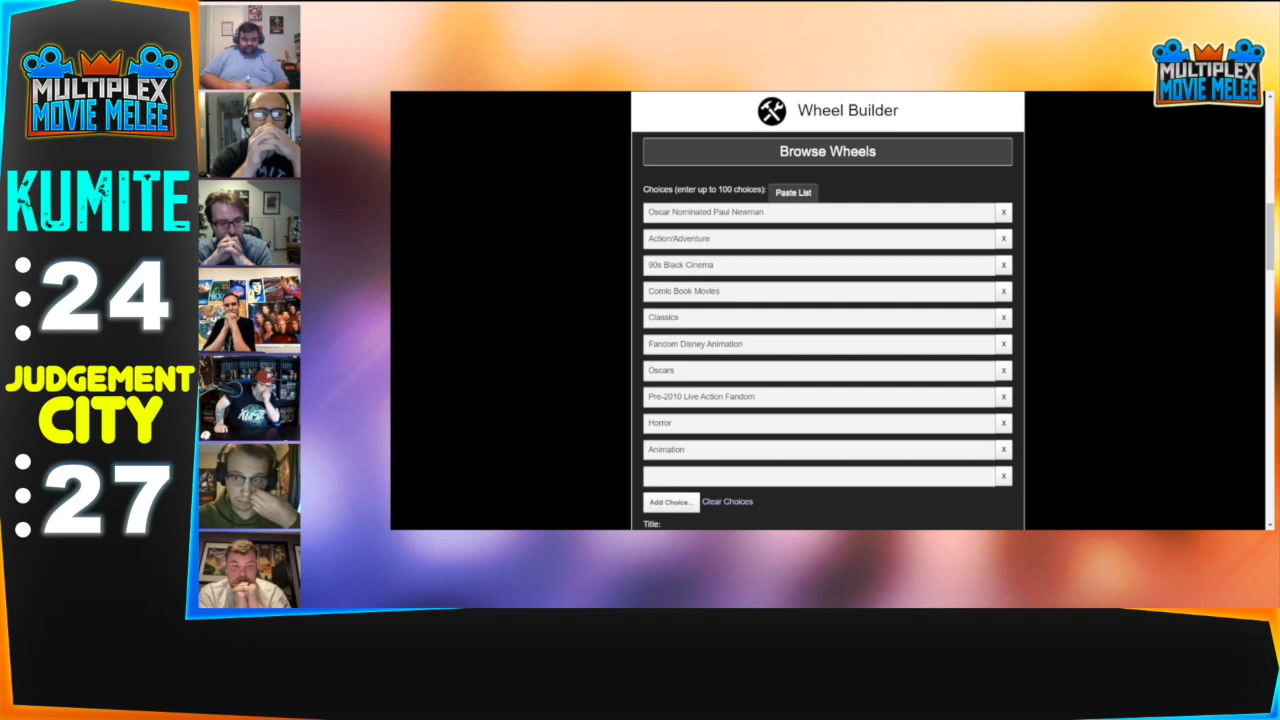 MULTIPLEX
MOVIE MELEE
KUMITE
:24
JUDGEMENT
CITY
:27
MULTIPLEX
MOVIE MELEE
Wheel Builder
Browse Wheels
Choices (enter up to 100 choices): Paste List
Oscar Nominated Paul Newman X
Action/Adventure X
90s Black Cinema X
Comic Book Movies X
Classics X
Fandom Disney Animation X
Oscars X
Pre-2010 Live Action Fandom X
Horror X
Animation X
X
Add Choice... Clear Choices
Title:
KUMITE